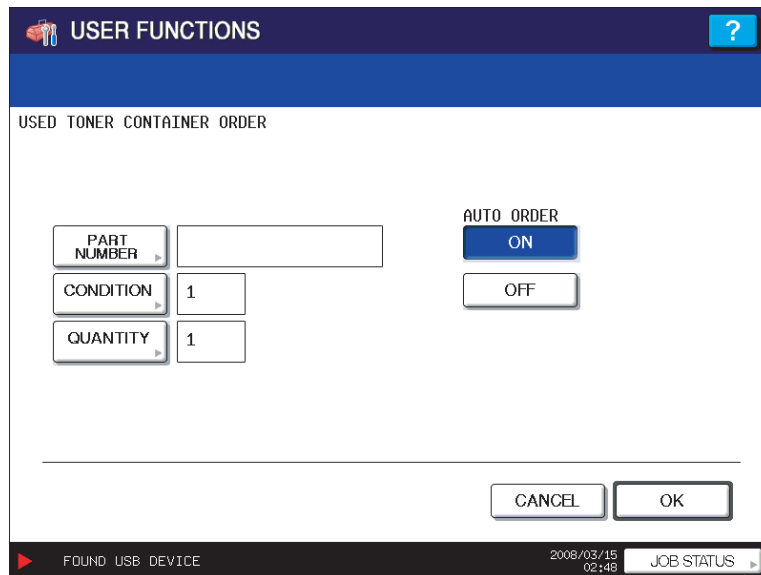 USER FUNCTIONS
?
USED TONER CONTAINER ORDER
AUTO ORDER
PART
NUMBER
ON
CONDITION
1
OFF
QUANTITY
1
CANCEL
OK
FOUND USB DEVICE
2008/03/15
02:48
JOB STATUS